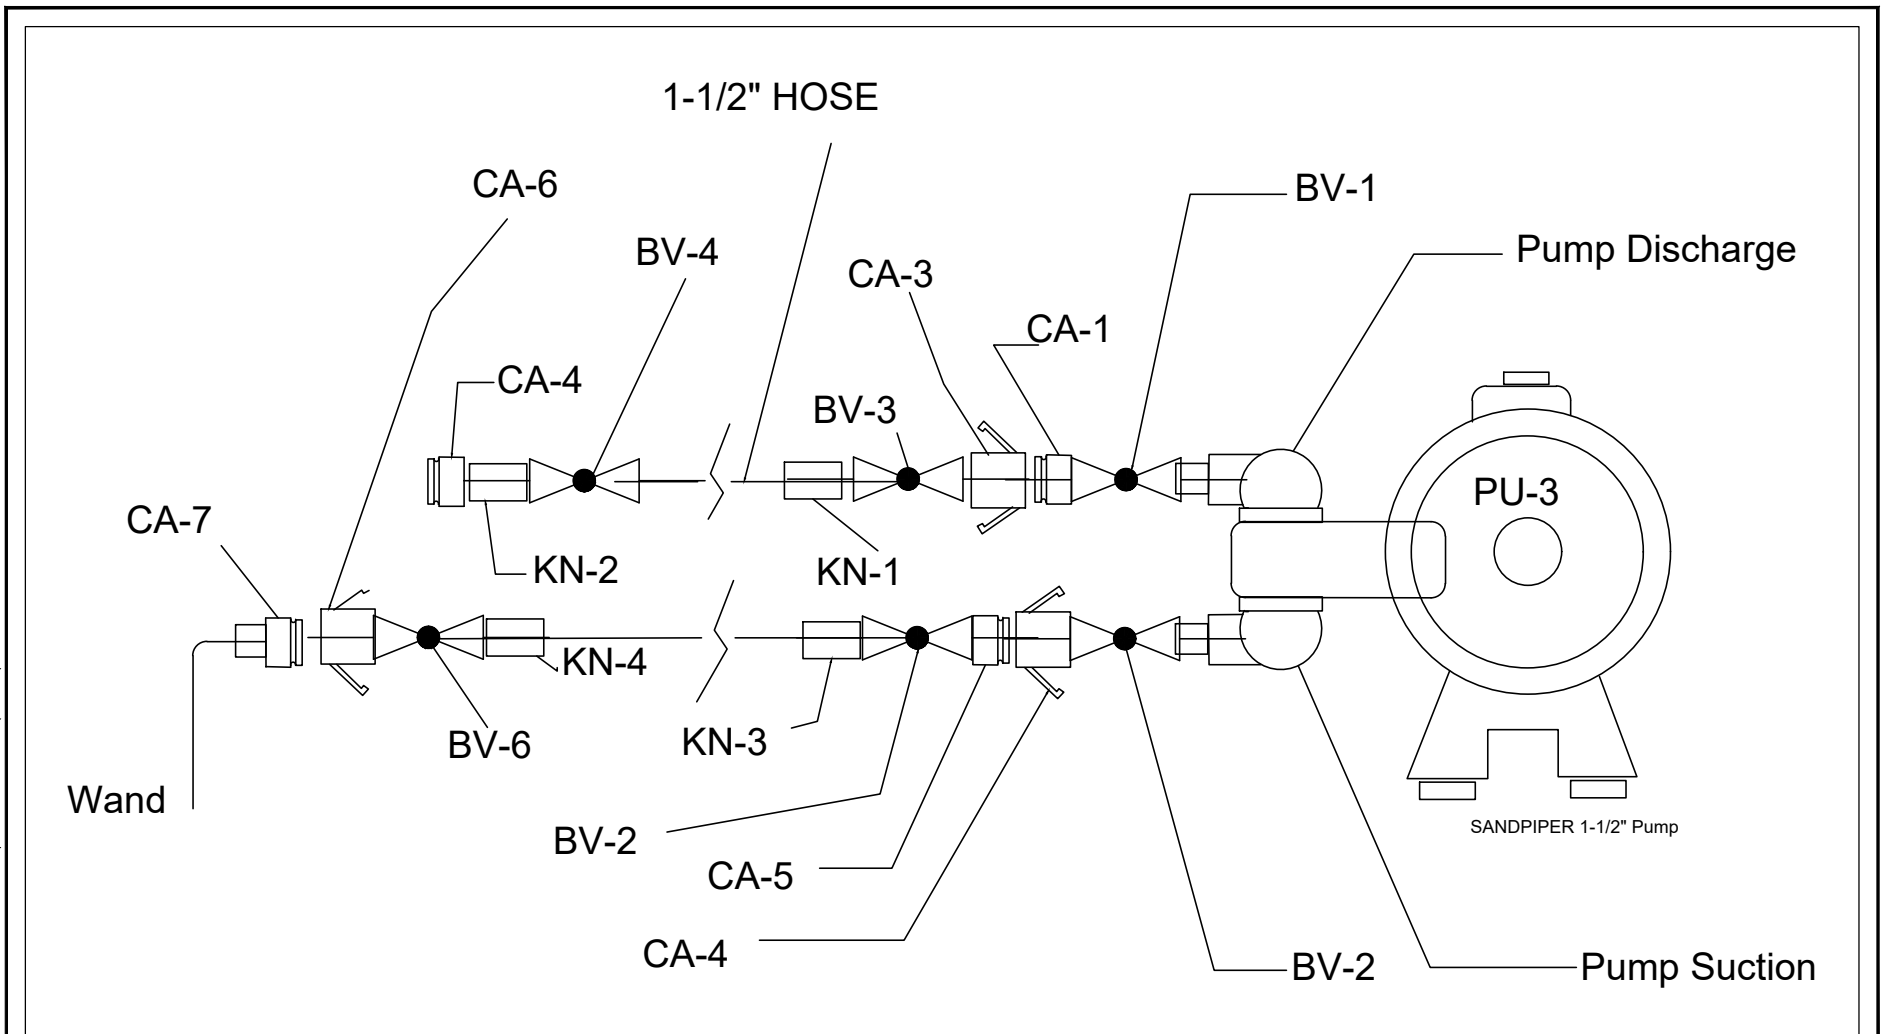 1-1/2" HOSE
CA-6
BV-1
BV-4
Pump Discharge
CA-3
CA-1
CA-4
BV-3
PU-3
CA-7
KN-2
KN-1
KN-4
BV-6
KN-3
Wand
SANDPIPER 1-1/2" Pump
BV-2
CA-5
CA-4
BV-2
Pump Suction